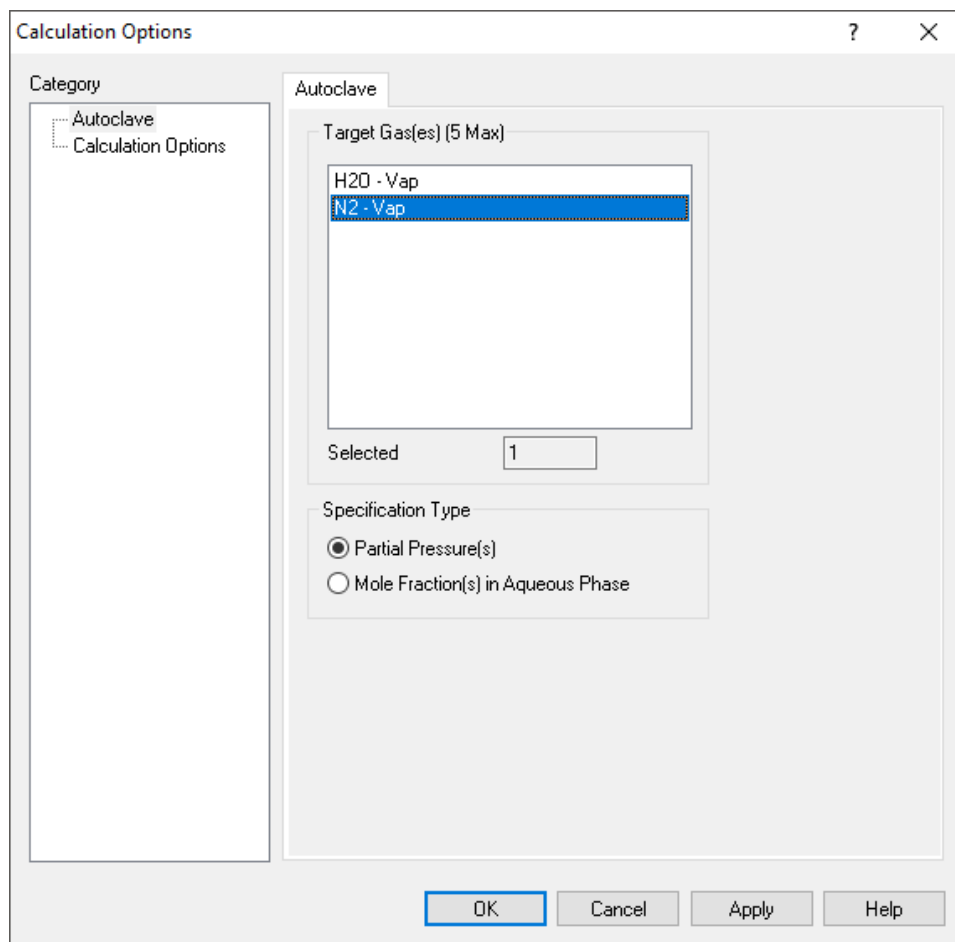 Calculation Options
?
Category
Autoclave
Calculation Options
Autoclave
Target Gas(es) (5 Max)
H2O - Vap
N2 - Vap
Selected
1
Specification Type
Partial Pressure(s)
Mole Fraction(s) in Aqueous Phase
OK
Cancel
Apply
Help